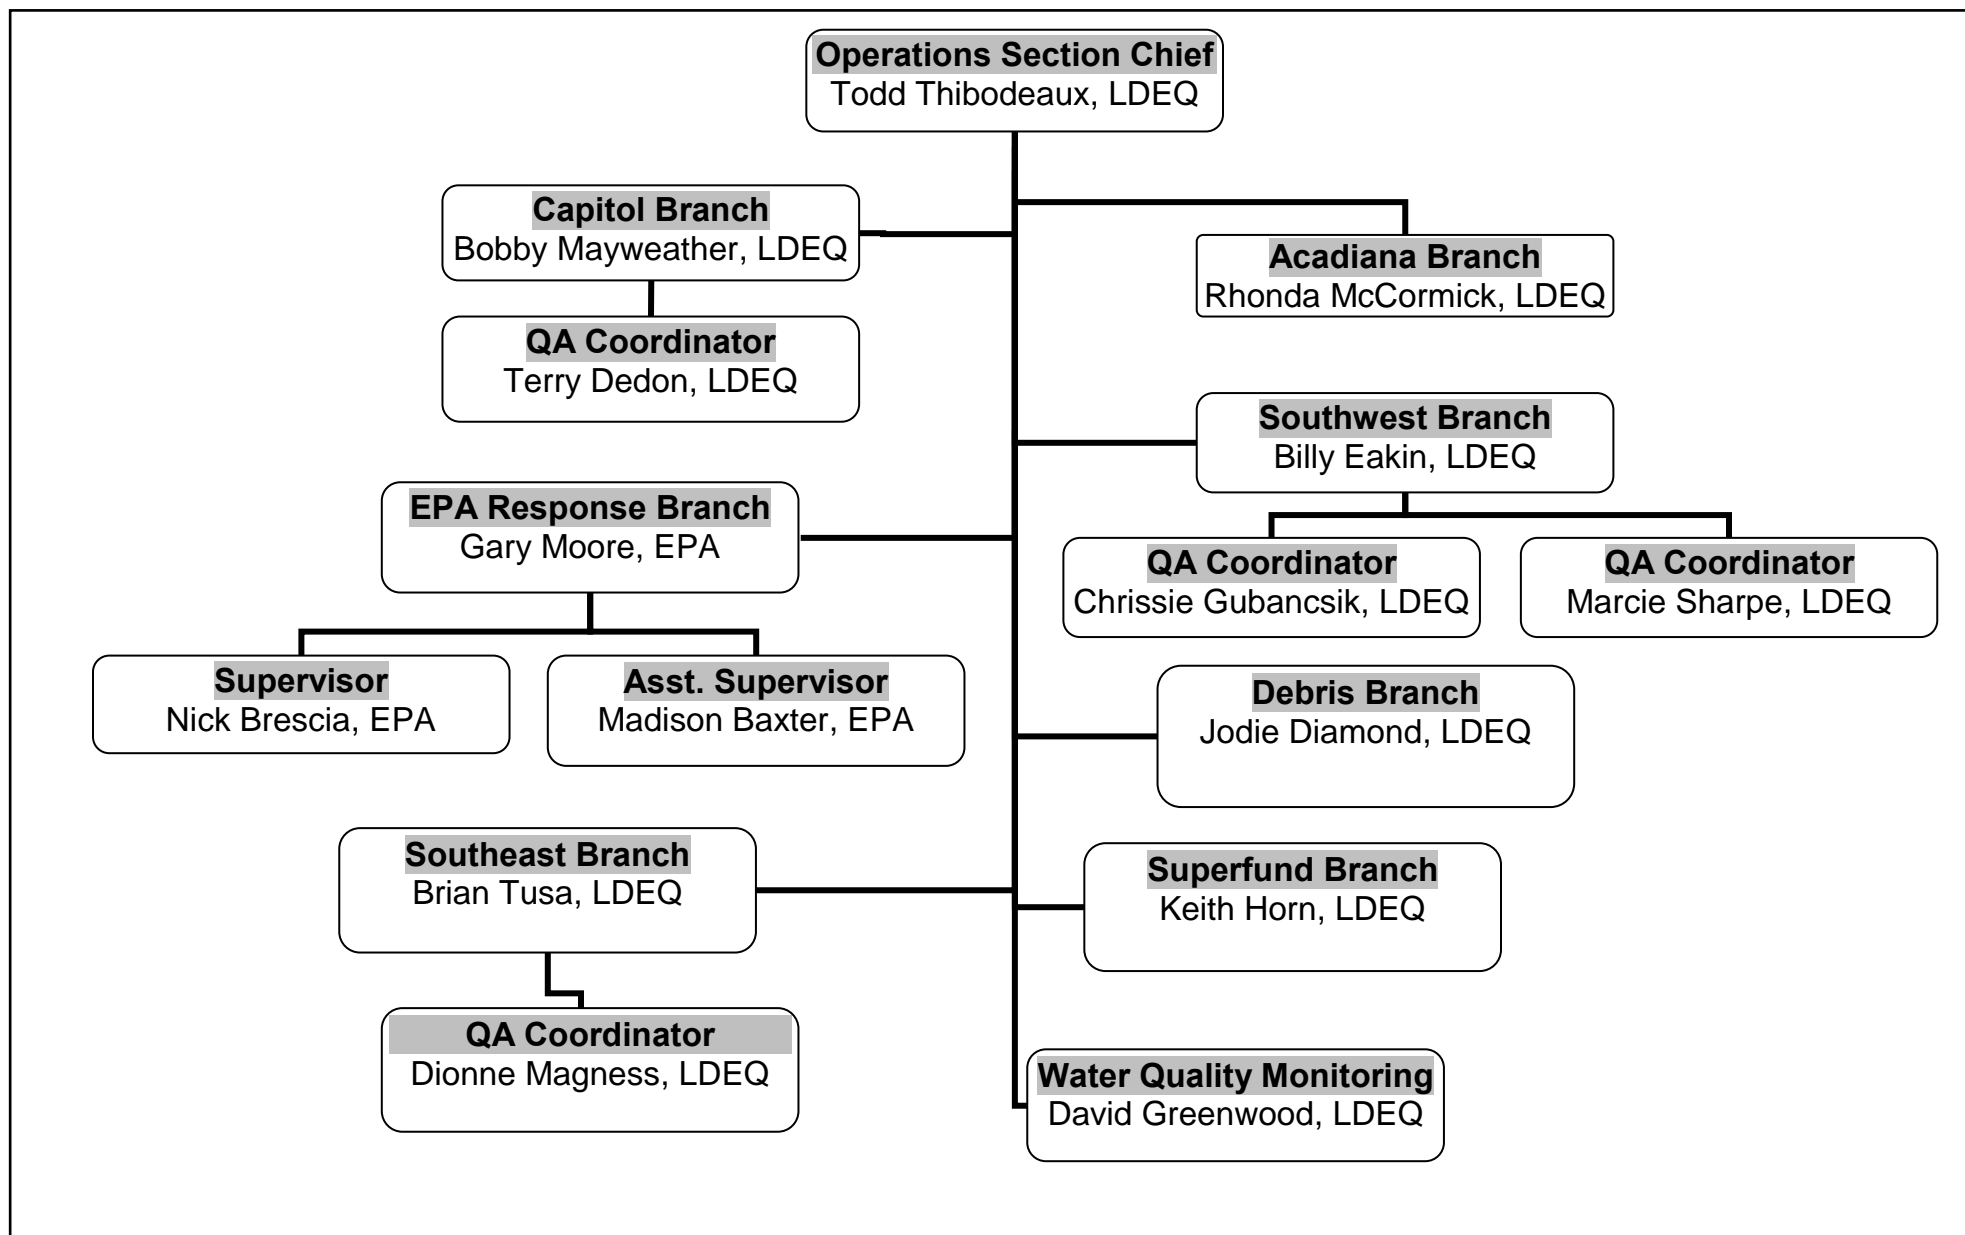 Operations Section Chief
Todd Thibodeaux, LDEQ
Capitol Branch
Bobby Mayweather, LDEQ
Acadiana Branch
Rhonda McCormick, LDEQ
QA Coordinator
Terry Dedon, LDEQ
Southwest Branch
Billy Eakin, LDEQ
EPA Response Branch
Gary Moore, EPA
QA Coordinator
Chrissie Gubancsik, LDEQ
QA Coordinator
Marcie Sharpe, LDEQ
Supervisor
Nick Brescia, EPA
Asst. Supervisor
Madison Baxter, EPA
Debris Branch
Jodie Diamond, LDEQ
Southeast Branch
Brian Tusa, LDEQ
Superfund Branch
Keith Horn, LDEQ
QA Coordinator
Dionne Magness, LDEQ
Water Quality Monitoring
David Greenwood, LDEQ